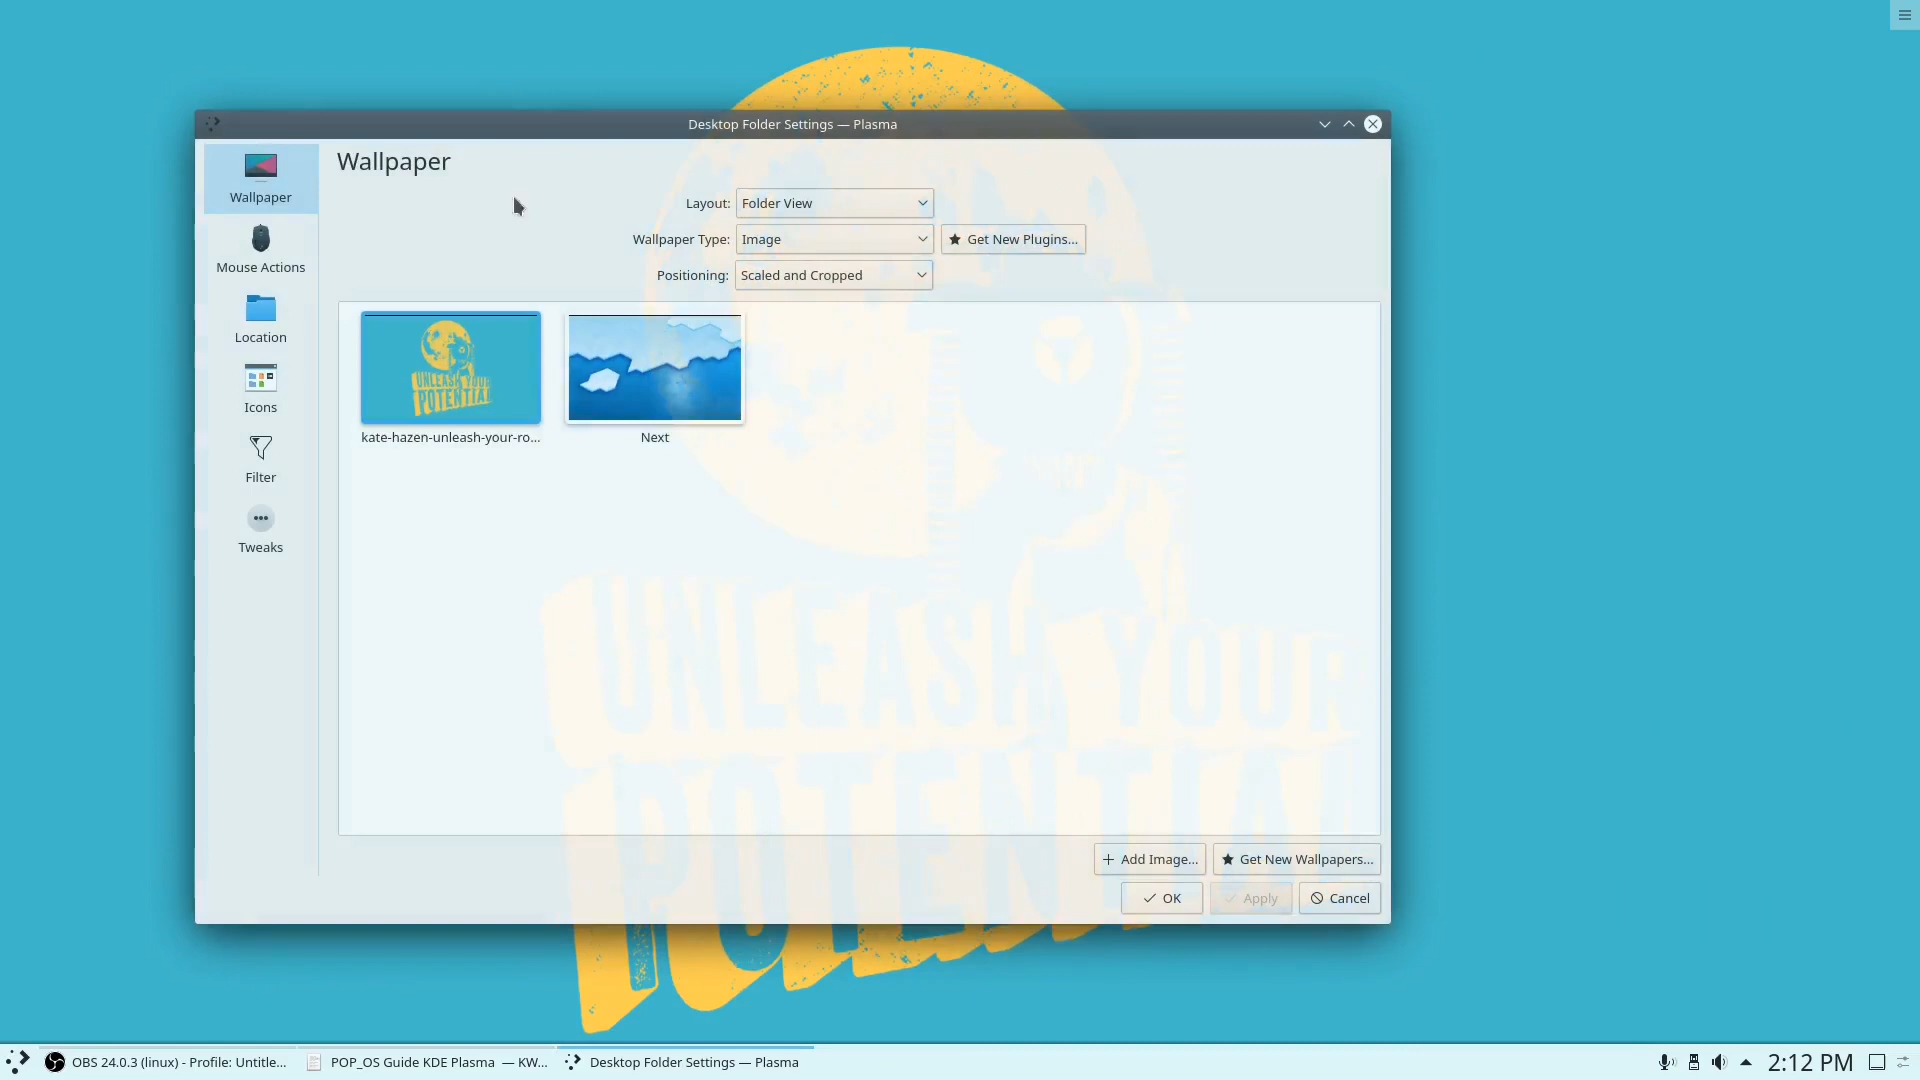 Desktop Folder Settings — Plasma
Wallpaper
Wallpaper
Mouse Actions
Location
Icons
Filter
Tweaks
Layout: Folder View
Wallpaper Type: Image Get New Plugins...
Positioning: Scaled and Cropped
UNLEASH YOUR
POTENTIAL
kate-hazen-unleash-your-ro...
Next
UNLEASH YOUR
POTENTIAL
Add Image... Get New Wallpapers...
OK Apply Cancel
OBS 24.0.3 (linux) - Profile: Untitle... POP_OS Guide KDE Plasma — KW... Desktop Folder Settings — Plasma 2:12 PM